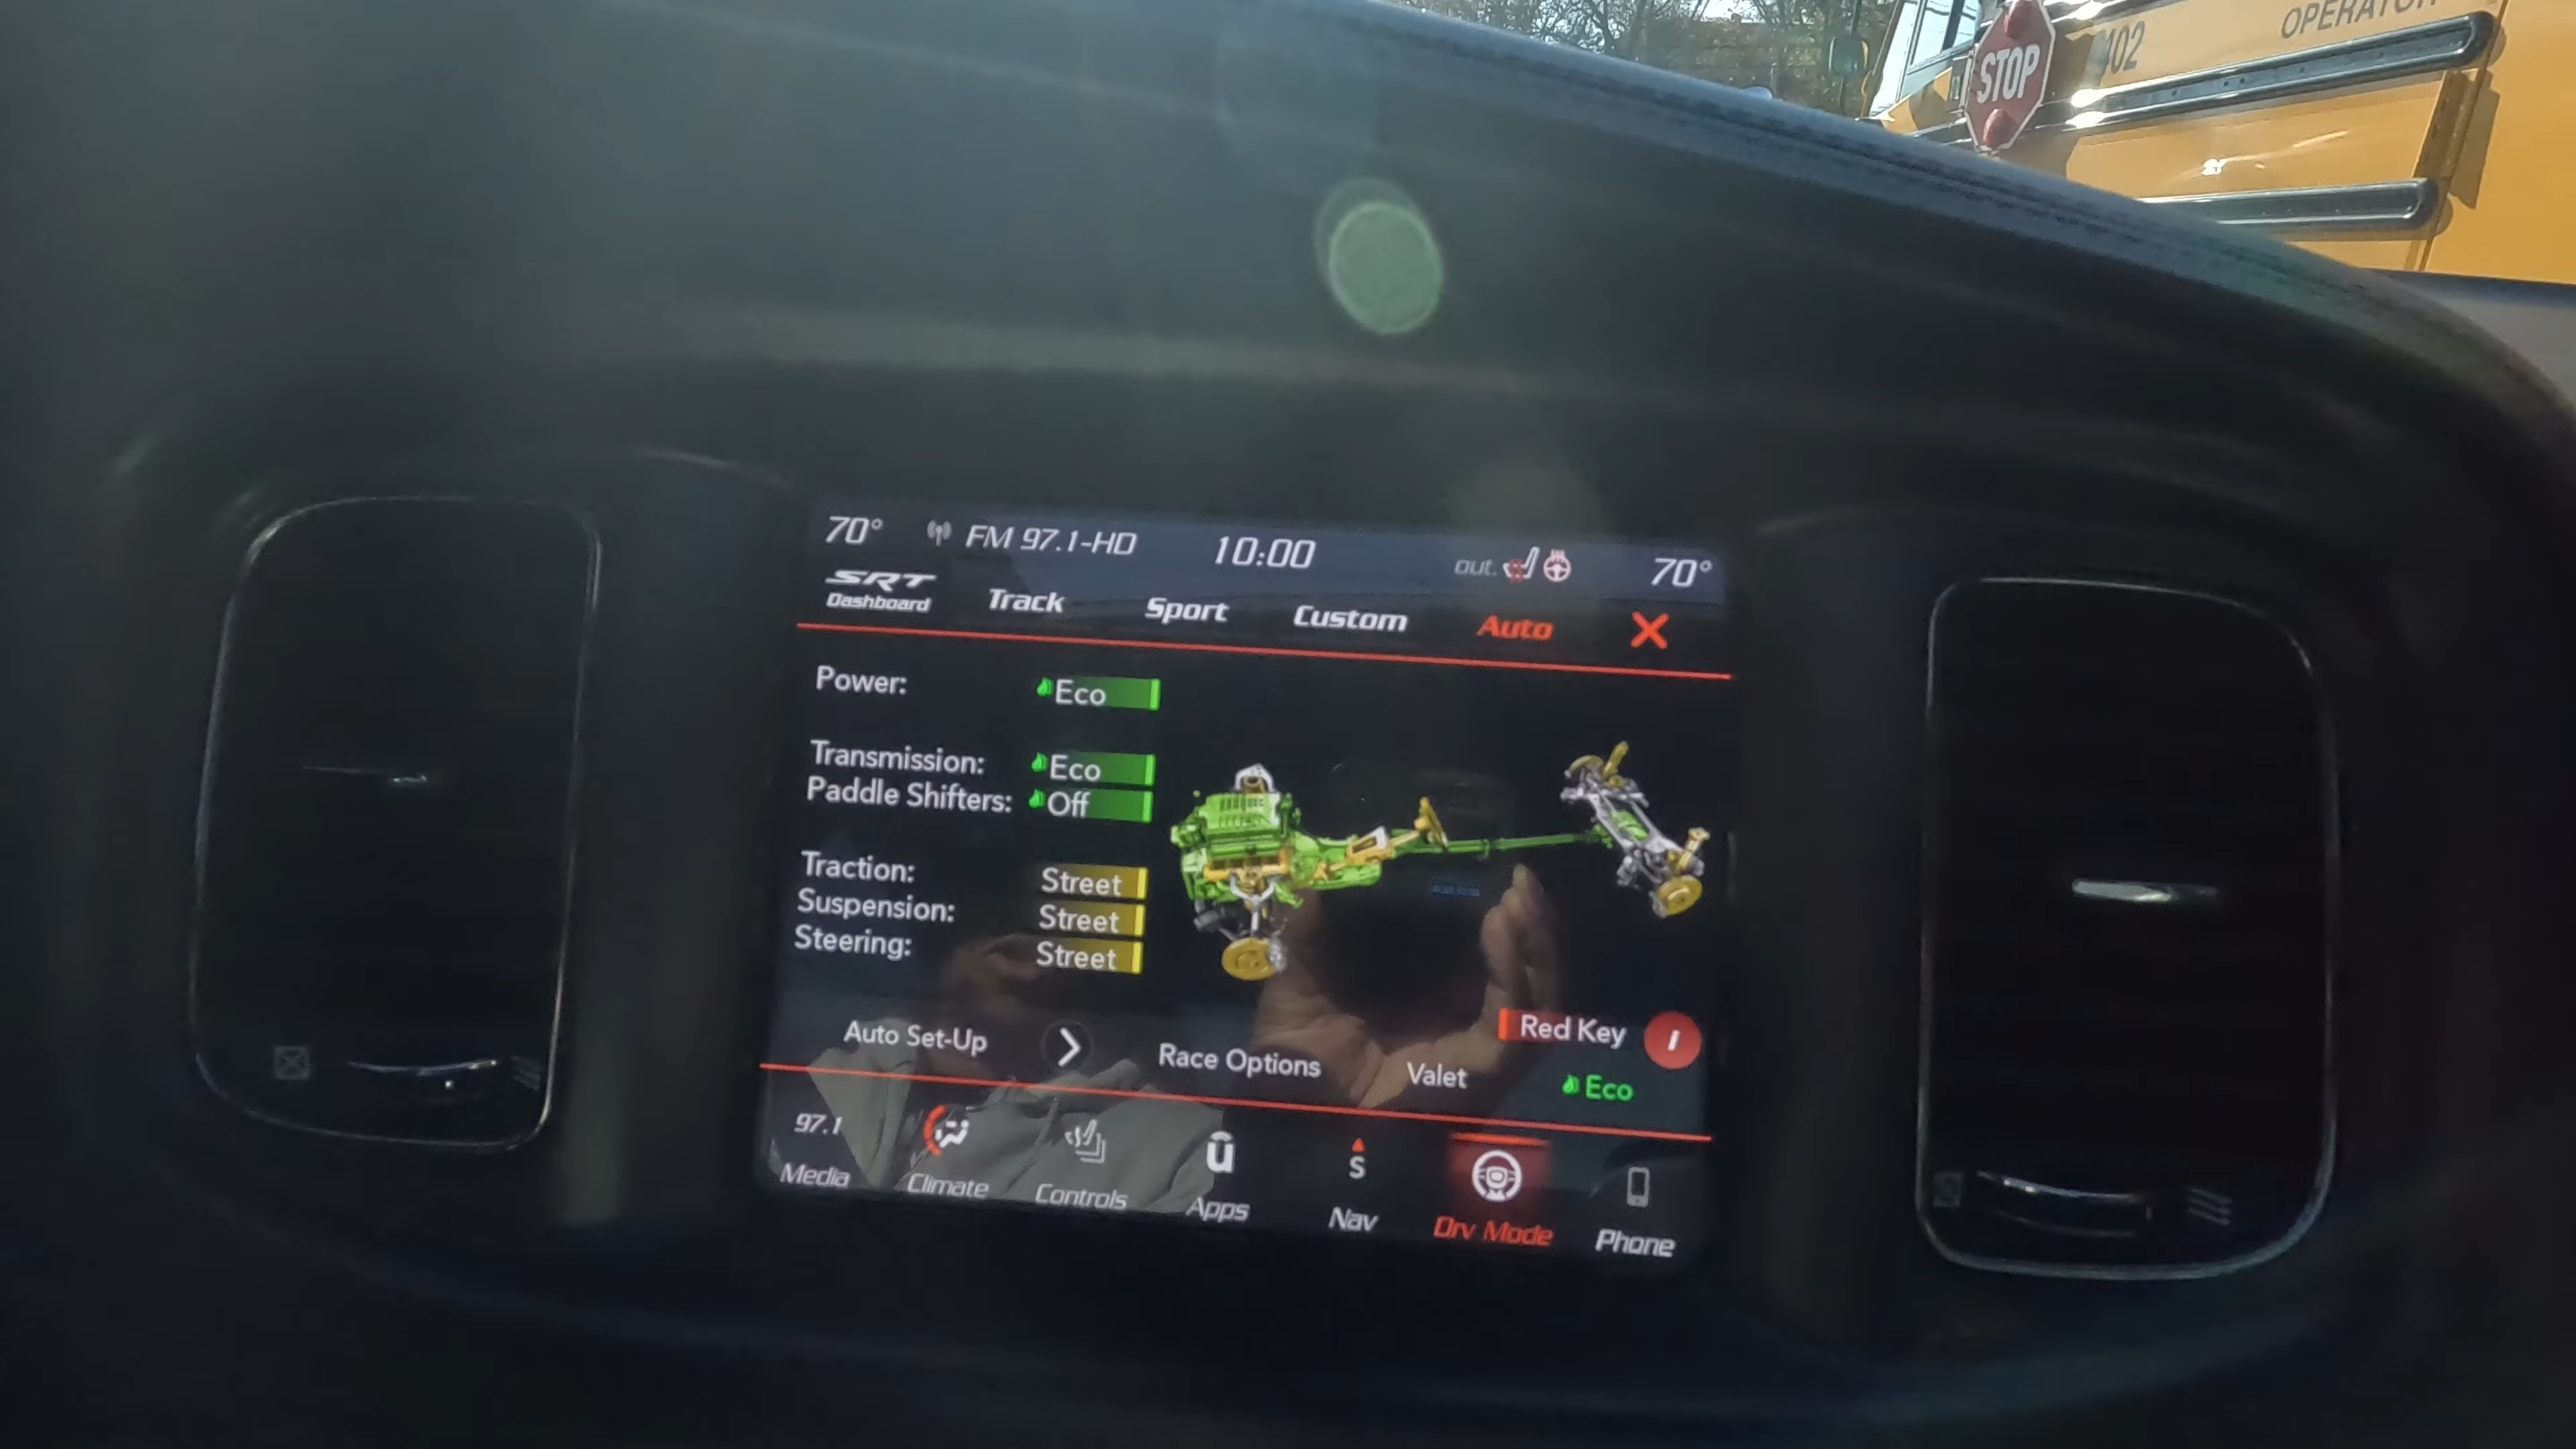 OPERATOR
402
STOP
70° FM 97.1-HD 10:00 OUT. 70°
SRT Dashboard Track Sport Custom Auto X
Power: Eco
Transmission: Eco
Paddle Shifters: Off
Traction: Street
Suspension: Street
Steering: Street
Red Key
Auto Set-Up Race Options Valet Eco
97.1 S
Media Climate Controls Apps Nav Drv Mode Phone